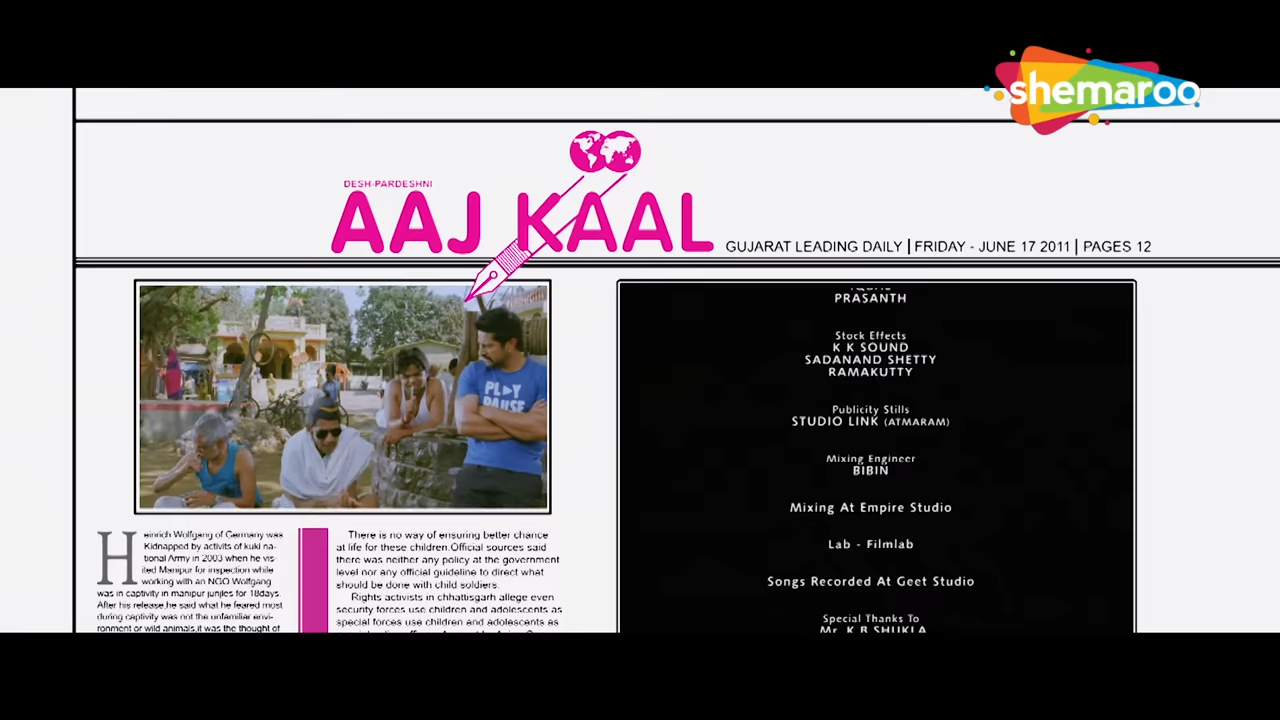 shemaroo
DESH-PARDESHNI
AAJ KAAL
GUJARAT LEADING DAILY | FRIDAY - JUNE 17 2011 | PAGES 12
PLAY
PAUSE
Heinrich Wolfgang of Germany was
Kidnapped by activits of kuki na-
tional Army in 2003 when he vis-
ited Manipur for inspection while
working with an NGO Wolfgang
was in captivity in manipur junjles for 18days.
After his release,he said what he feared most
during captivity was not the unfamiliar envi-
ronment or wild animals,it was the thought of
There is no way of ensuring better chance
at life for these children.Official sources said
there was neither any policy at the government
level nor any official guideline to direct what
should be done with child soldiers.
Rights activists in chhattisgarh allege even
security forces use children and adolescents as
special forces use children and adolescents as
PRASANTH
Stock Effects
K K SOUND
SADANAND SHETTY
RAMAKUTTY
Publicity Stills
STUDIO LINK (ATMARAM)
Mixing Engineer
BIBIN
Mixing At Empire Studio
Lab - Filmlab
Songs Recorded At Geet Studio
Special Thanks To
Mr. K.B.SHUKLA